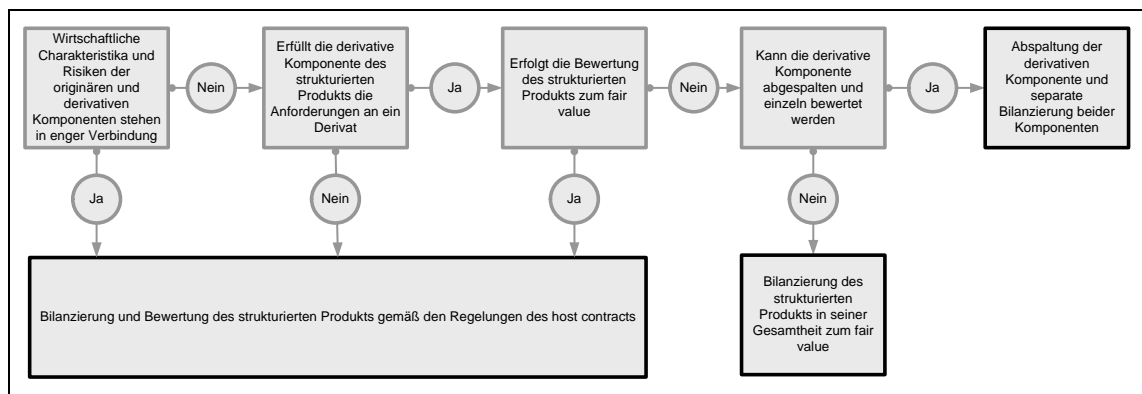 Wirtschaftliche
Charakteristika und
Risiken der
originären und
derivativen
Komponenten stehen
in enger Verbindung
Nein
Erfüllt die derivative
Komponente des
strukturierten
Produkts die
Anforderungen an ein
Derivat
Ja
Erfolgt die Bewertung
des strukturierten
Produkts zum fair
value
Nein
Kann die derivative
Komponente
abgespalten und
einzeln bewertet
werden
Ja
Abspaltung der
derivativen
Komponente und
separate
Bilanzierung beider
Komponenten
Ja
Nein
Ja
Nein
Bilanzierung und Bewertung des strukturierten Produkts gemäß den Regelungen des host contracts
Bilanzierung des
strukturierten
Produkts in seiner
Gesamtheit zum fair
value